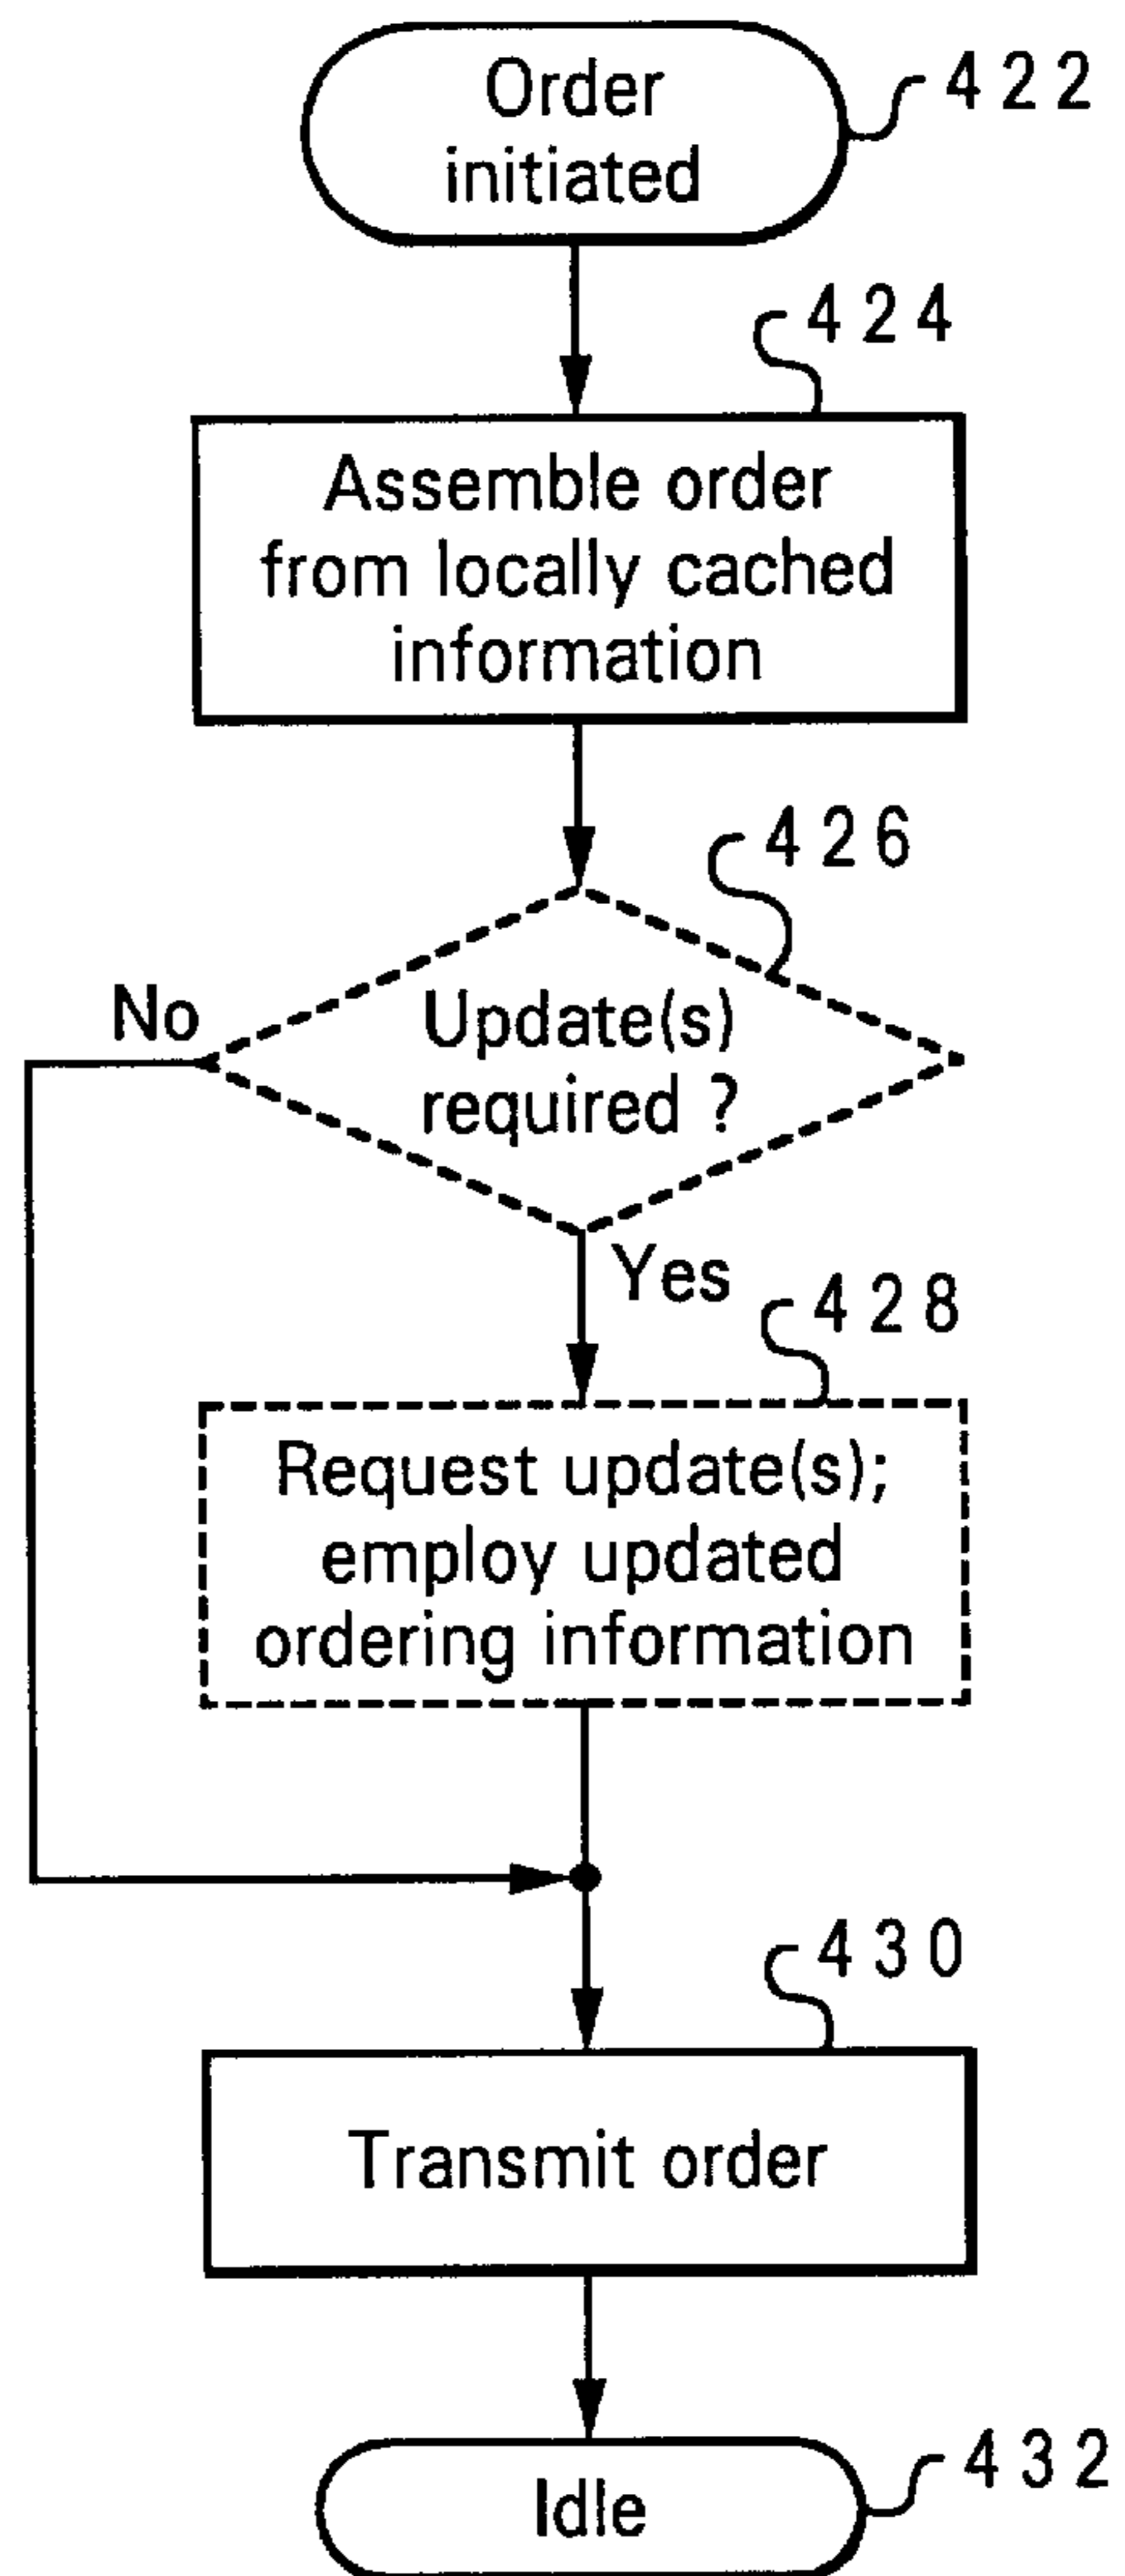 Order
initiated
422
424
Assemble order
from locally cached
information
426
No
Update(s)
required ?
Yes
428
Request update(s);
employ updated
ordering information
430
Transmit order
432
Idle